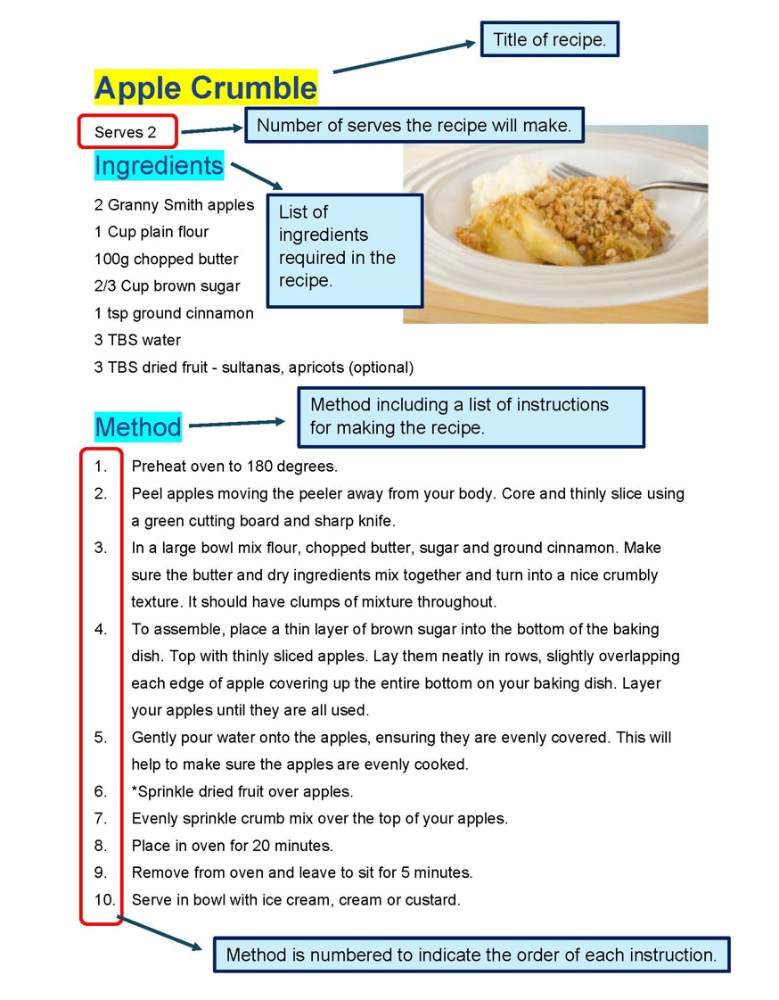 Title of recipe.
Apple Crumble
Serves 2
Number of serves the recipe will make.
Ingredients
2 Granny Smith apples
1 Cup plain flour
100g chopped butter
2/3 Cup brown sugar
1 tsp ground cinnamon
3 TBS water
3 TBS dried fruit - sultanas, apricots (optional)
List of
ingredients
required in the
recipe.
Method
Method including a list of instructions
for making the recipe.
1. Preheat oven to 180 degrees.
2. Peel apples moving the peeler away from your body. Core and thinly slice using
a green cutting board and sharp knife.
3. In a large bowl mix flour, chopped butter, sugar and ground cinnamon. Make
sure the butter and dry ingredients mix together and turn into a nice crumbly
texture. It should have clumps of mixture throughout.
4. To assemble, place a thin layer of brown sugar into the bottom of the baking
dish. Top with thinly sliced apples. Lay them neatly in rows, slightly overlapping
each edge of apple covering up the entire bottom on your baking dish. Layer
your apples until they are all used.
5. Gently pour water onto the apples, ensuring they are evenly covered. This will
help to make sure the apples are evenly cooked.
6. *Sprinkle dried fruit over apples.
7. Evenly sprinkle crumb mix over the top of your apples.
8. Place in oven for 20 minutes.
9. Remove from oven and leave to sit for 5 minutes.
10. Serve in bowl with ice cream, cream or custard.
Method is numbered to indicate the order of each instruction.